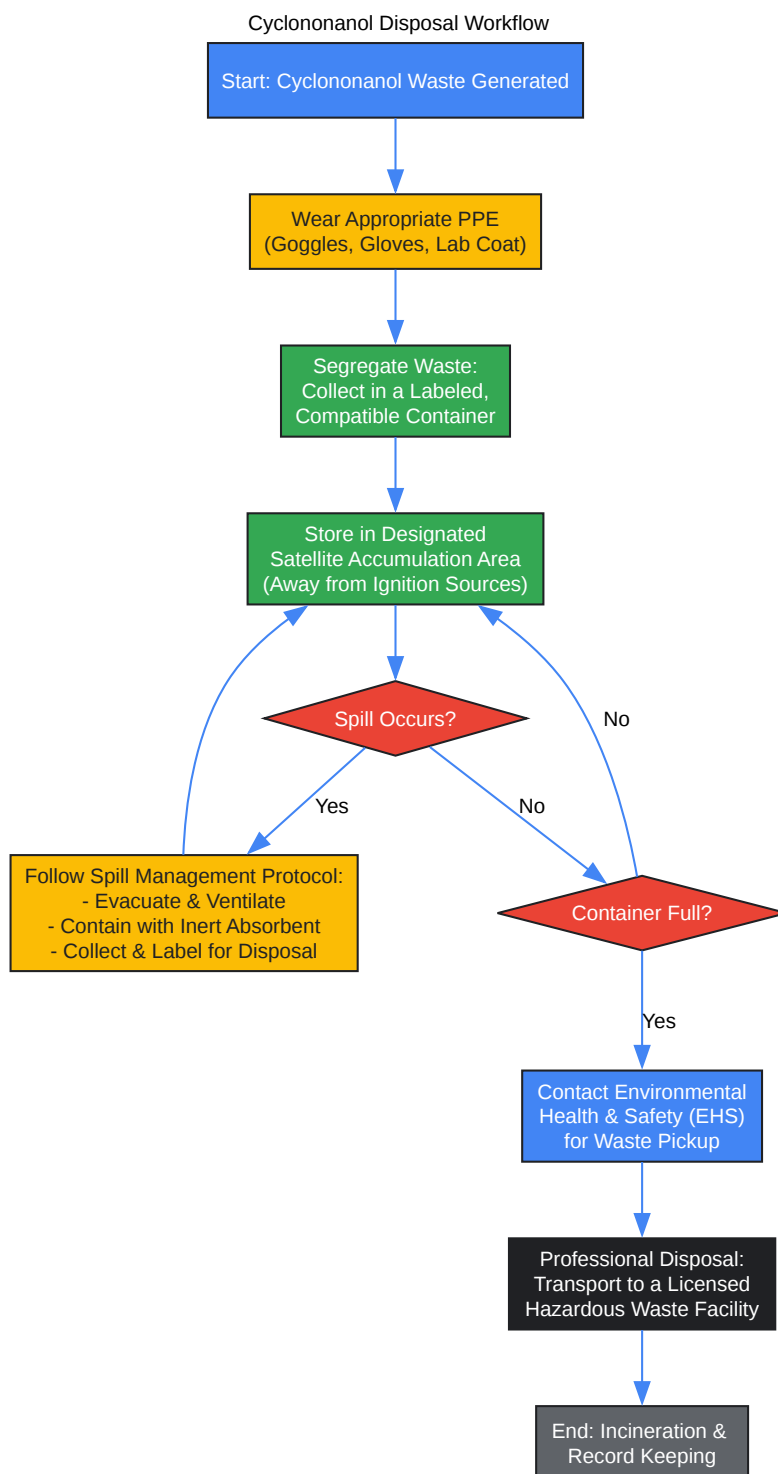 Cyclononanol Disposal Workflow
Start: Cyclononanol Waste Generated
Wear Appropriate PPE
(Goggles, Gloves, Lab Coat)
Segregate Waste:
Collect in a Labeled,
Compatible Container
Store in Designated
Satellite Accumulation Area
(Away from Ignition Sources)
Spill Occurs?
No
Yes
No
Follow Spill Management Protocol:
- Evacuate & Ventilate
- Contain with Inert Absorbent
- Collect & Label for Disposal
Container Full?
Yes
Contact Environmental
Health & Safety (EHS)
for Waste Pickup
Professional Disposal:
Transport to a Licensed
Hazardous Waste Facility
End: Incineration &
Record Keeping